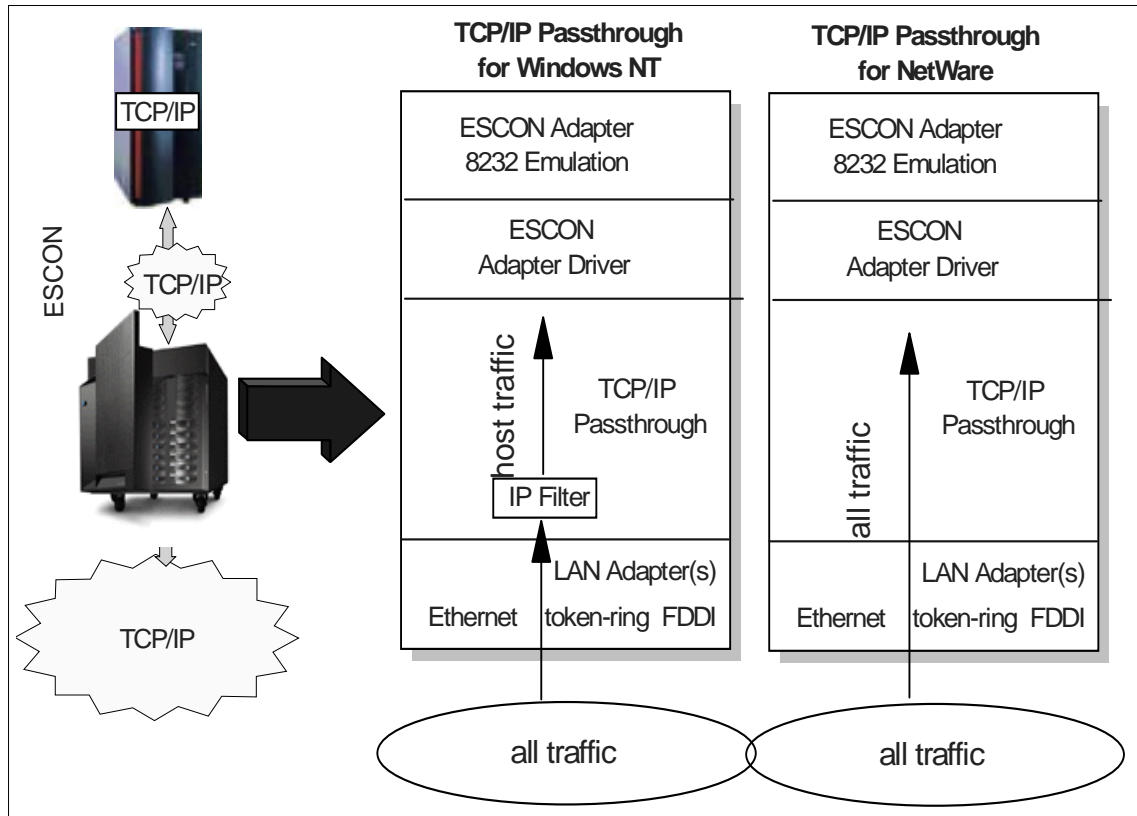 TCP/IP
ESCON
TCP/IP
TCP/IP
TCP/IP Passthrough
for Windows NT
ESCON Adapter
8232 Emulation
ESCON
Adapter Driver
host traffic
TCP/IP
Passthrough
IP Filter
LAN Adapter(s)
Ethernet token-ring FDDI
all traffic
TCP/IP Passthrough
for NetWare
ESCON Adapter
8232 Emulation
ESCON
Adapter Driver
all traffic
TCP/IP
Passthrough
LAN Adapter(s)
Ethernet token-ring FDDI
all traffic